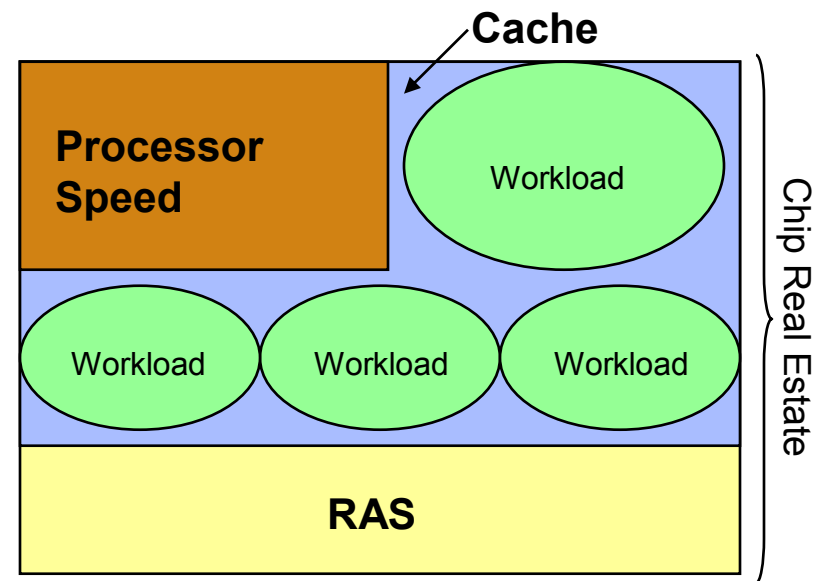 Cache
Processor
Speed
Workload
Workload
Workload
Workload
RAS
Chip Real Estate